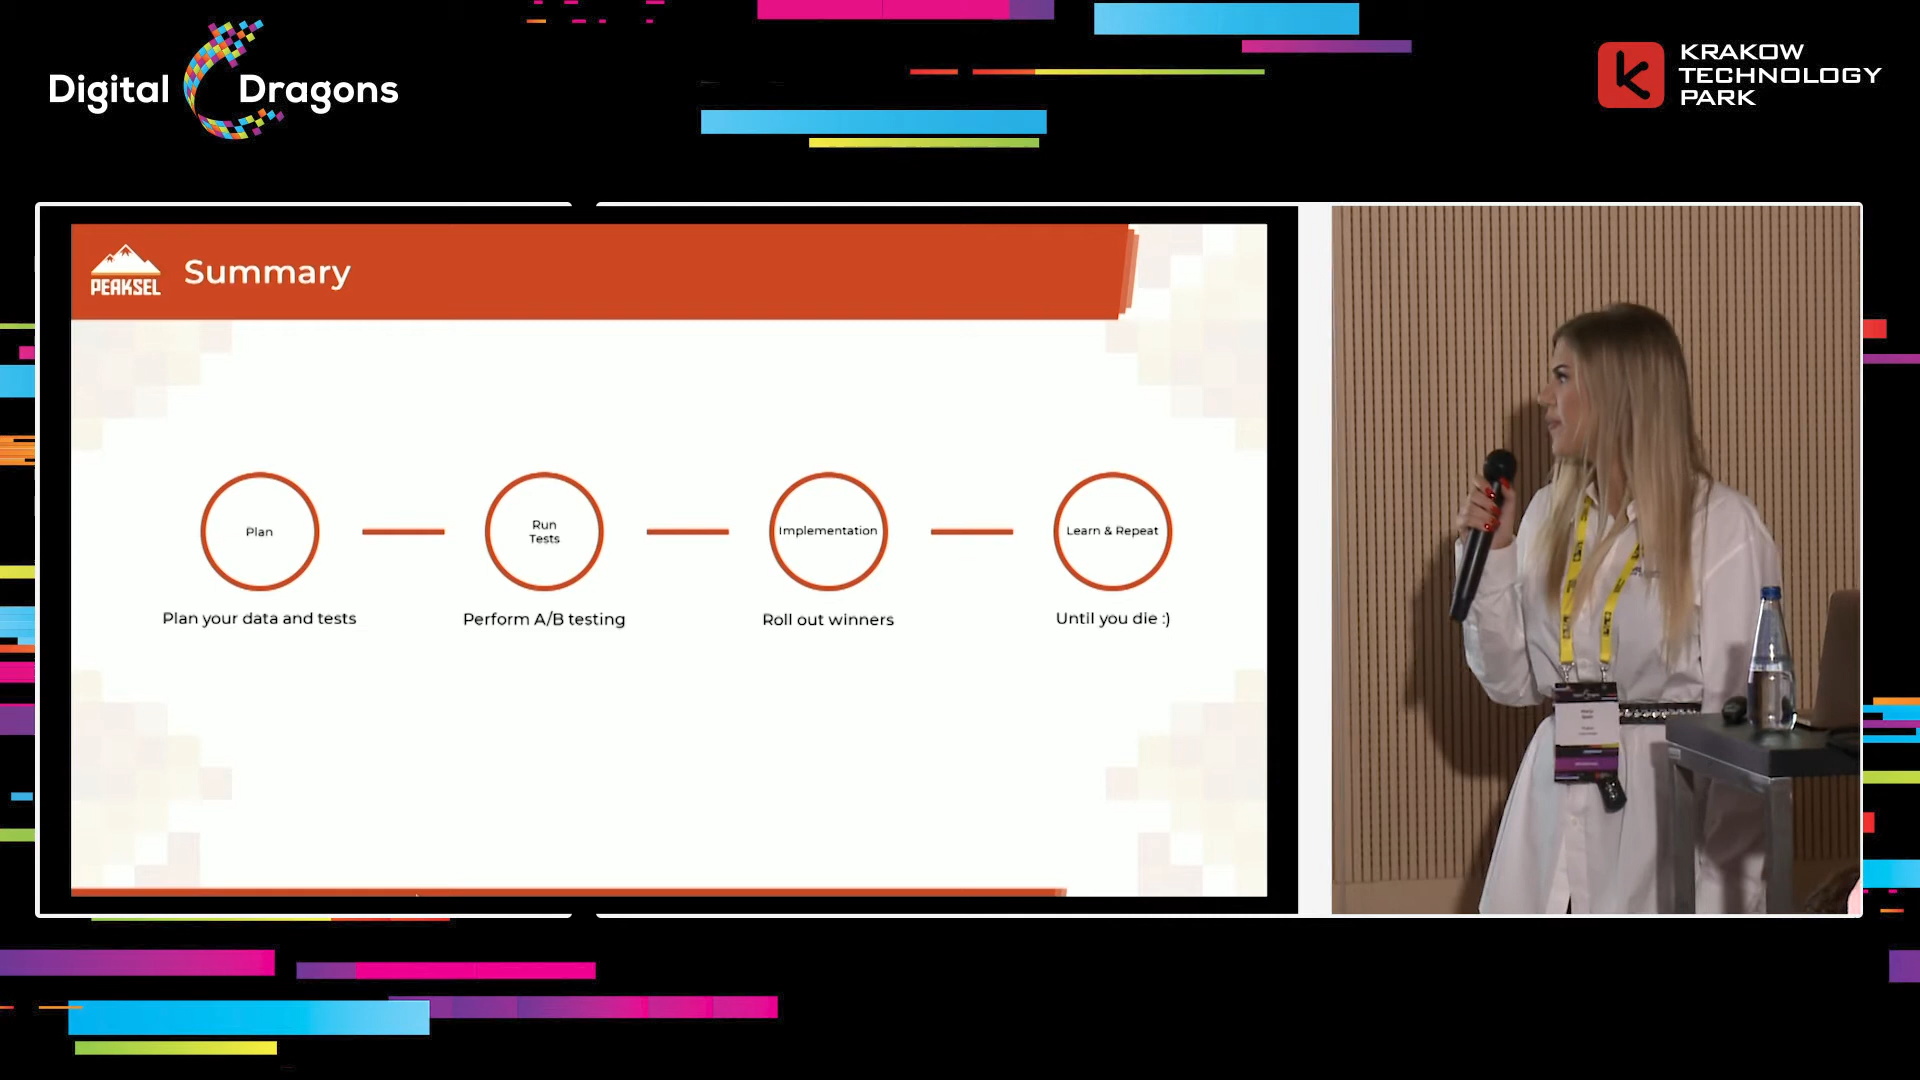 Digital Dragons
KRAKOW
TECHNOLOGY
PARK
PEAKSEL
Summary
Plan
Run
Tests
Implementation
Learn & Repeat
Plan your data and tests
Perform A/B testing
Roll out winners
Until you die :)